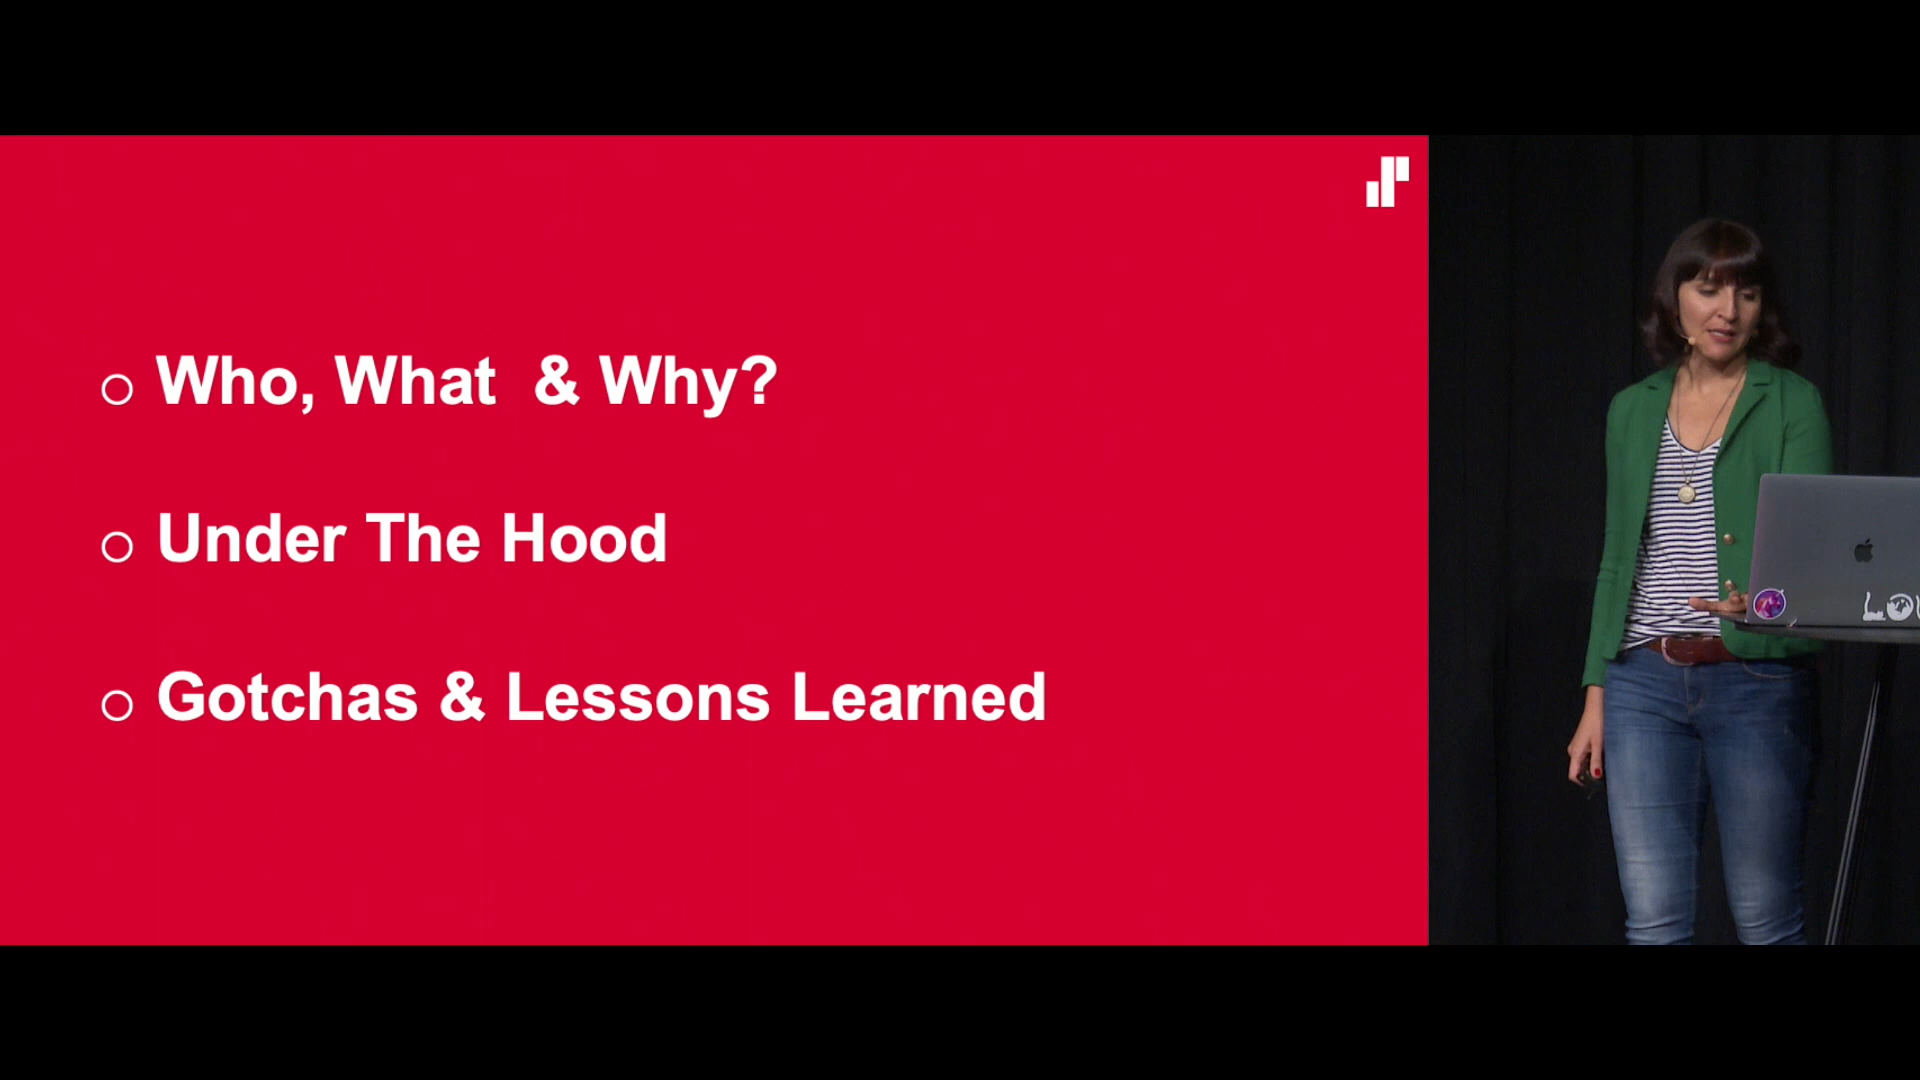 Who, What & Why?
Under The Hood
Gotchas & Lessons Learned